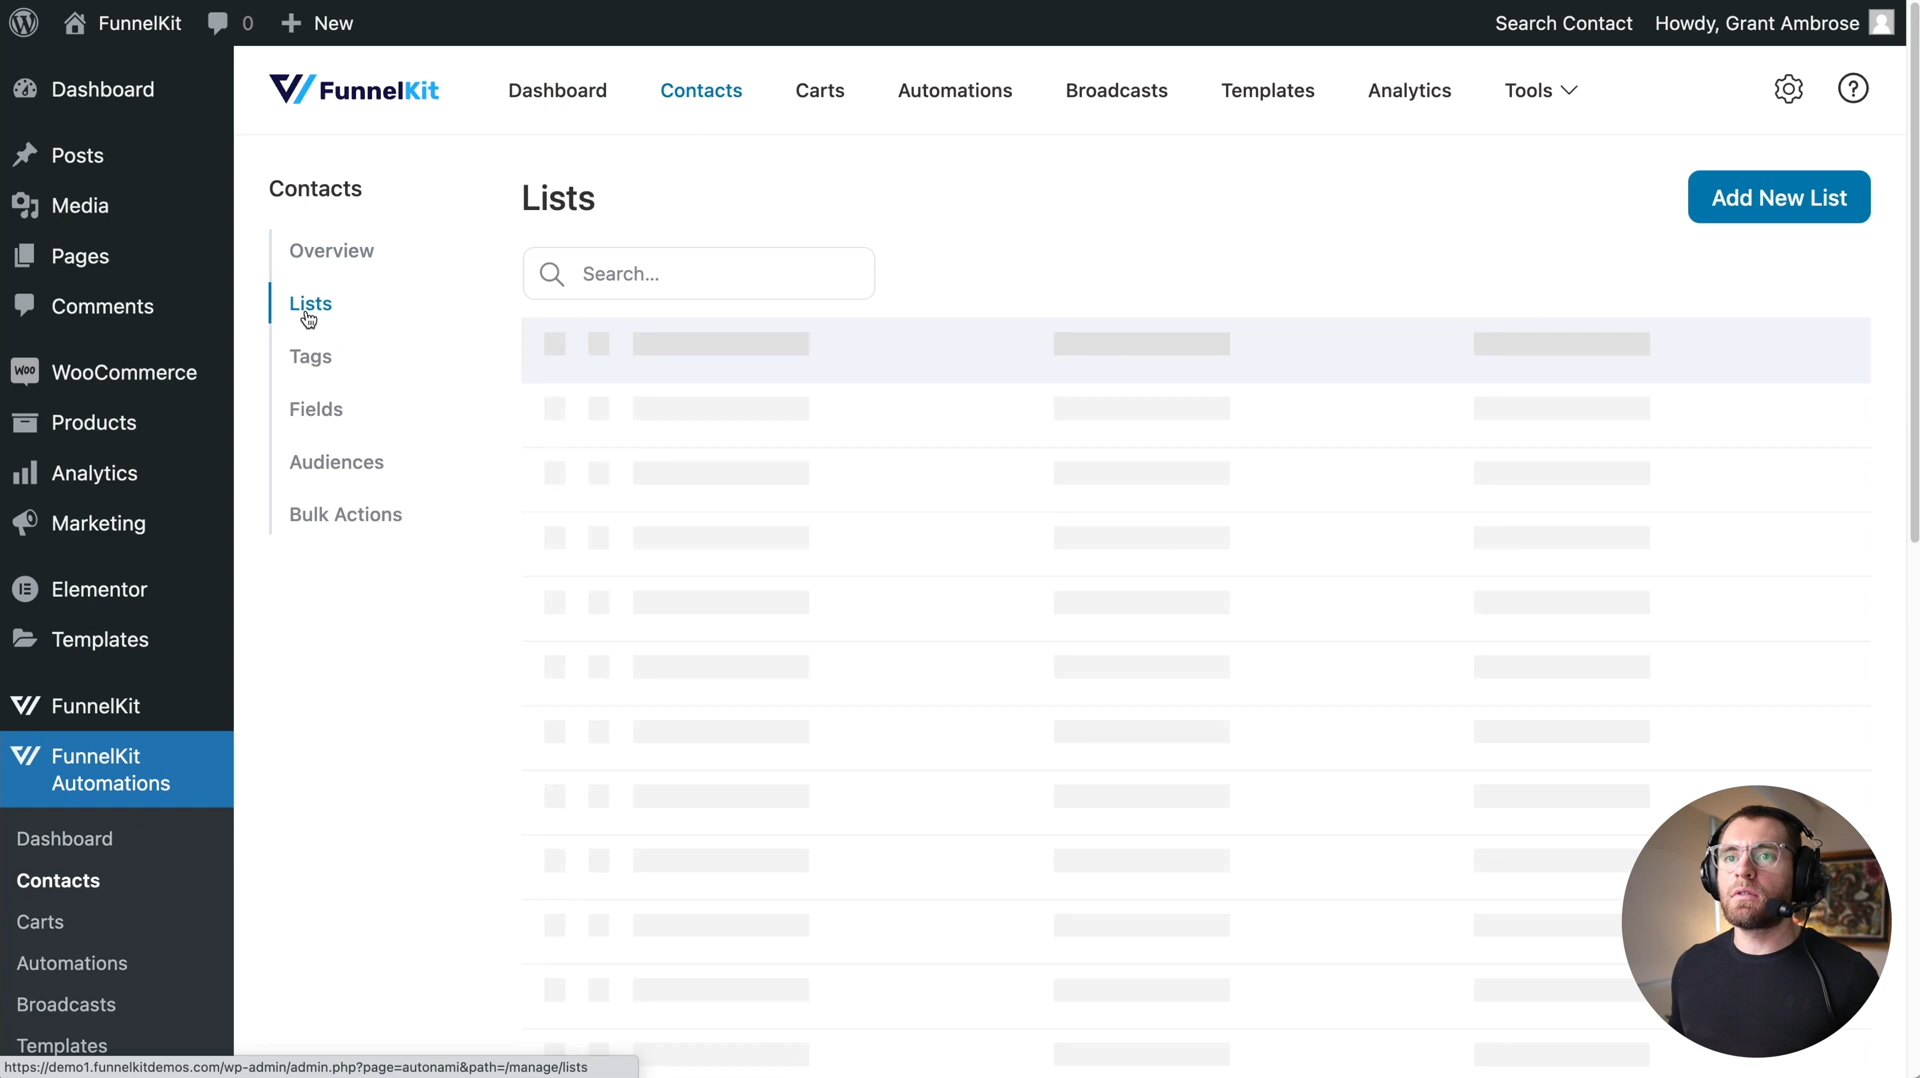 FunnelKit
0
New
Search Contact
Howdy, Grant Ambrose
Dashboard
Posts
Media
Pages
Comments
WooCommerce
Products
Analytics
Marketing
Elementor
Templates
FunnelKit
FunnelKit
Automations
Dashboard
Contacts
Carts
Automations
Broadcasts
Templates
FunnelKit
Dashboard
Contacts
Carts
Automations
Broadcasts
Templates
Analytics
Tools
Contacts
Overview
Lists
Tags
Fields
Audiences
Bulk Actions
Lists
Add New List
Search...
https://demo1.funnelkitdemos.com/wp-admin/admin.php?page=autonami&path=/manage/lists